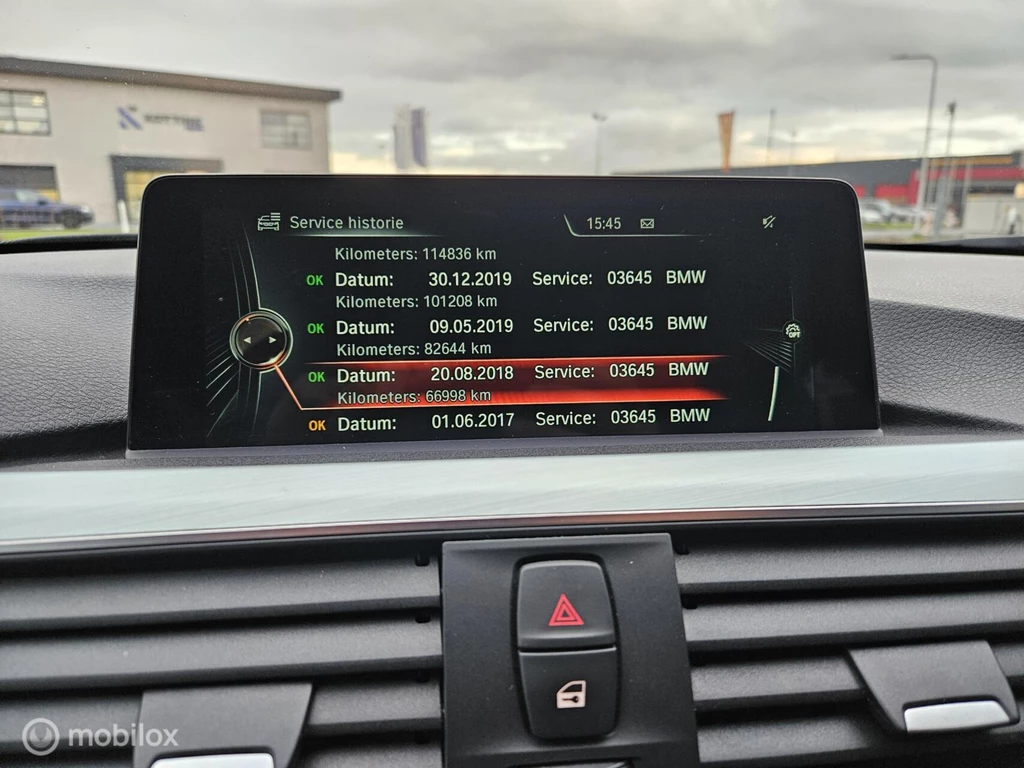 Service historie 15:45
Kilometers: 114836 km
OK Datum: 30.12.2019 Service: 03645 BMW
Kilometers: 101208 km
OK Datum: 09.05.2019 Service: 03645 BMW
Kilometers: 82644 km
OK Datum: 20.08.2018 Service: 03645 BMW
Kilometers: 66998 km
OK Datum: 01.06.2017 Service: 03645 BMW
OPT
mobilox